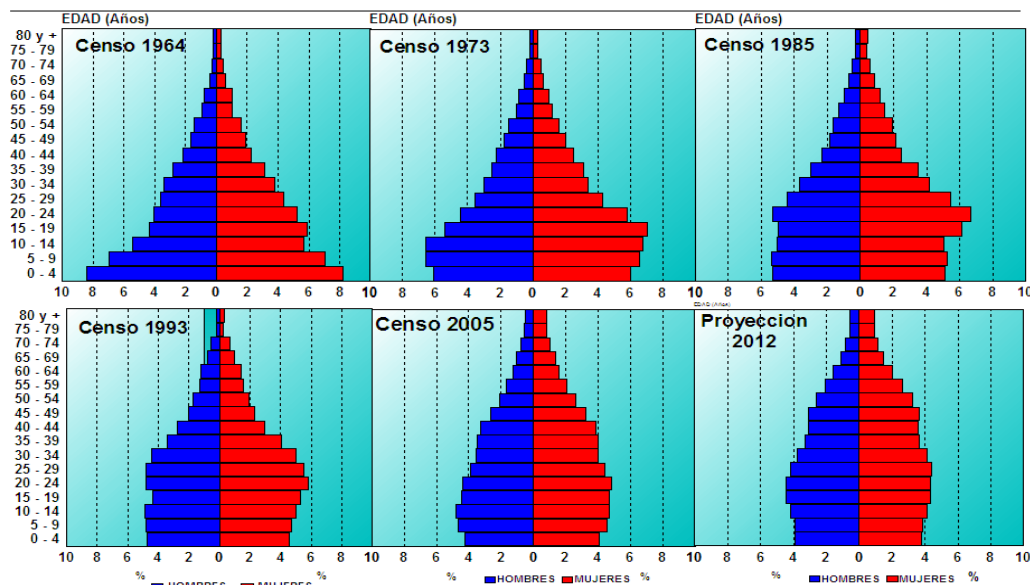 EDAD (Años) EDAD (Años) EDAD (Años)
Censo 1964 Censo 1973 Censo 1985
80 y +
75 - 79
70 - 74
65 - 69
60 - 64
55 - 59
50 - 54
45 - 49
40 - 44
35 - 39
30 - 34
25 - 29
20 - 24
15 - 19
10 - 14
5 - 9
0 - 4
10 8 6 4 2 0 2 4 6 8 10 8 6 4 2 0 2 4 6 8 10 8 6 4 2 0 2 4 6 8 10
EDAD (Años)
Censo 1993 Censo 2005 Proyeccion
2012
80 y +
75 - 79
70 - 74
65 - 69
60 - 64
55 - 59
50 - 54
45 - 49
40 - 44
35 - 39
30 - 34
25 - 29
20 - 24
15 - 19
10 - 14
5 - 9
0 - 4
10 8 6 4 2 0 2 4 6 8 10 8 6 4 2 0 2 4 6 8 10 8 6 4 2 0 2 4 6 8 10
% HOMBRES MUJERES % % HOMBRES MUJERES % % HOMBRES MUJERES %